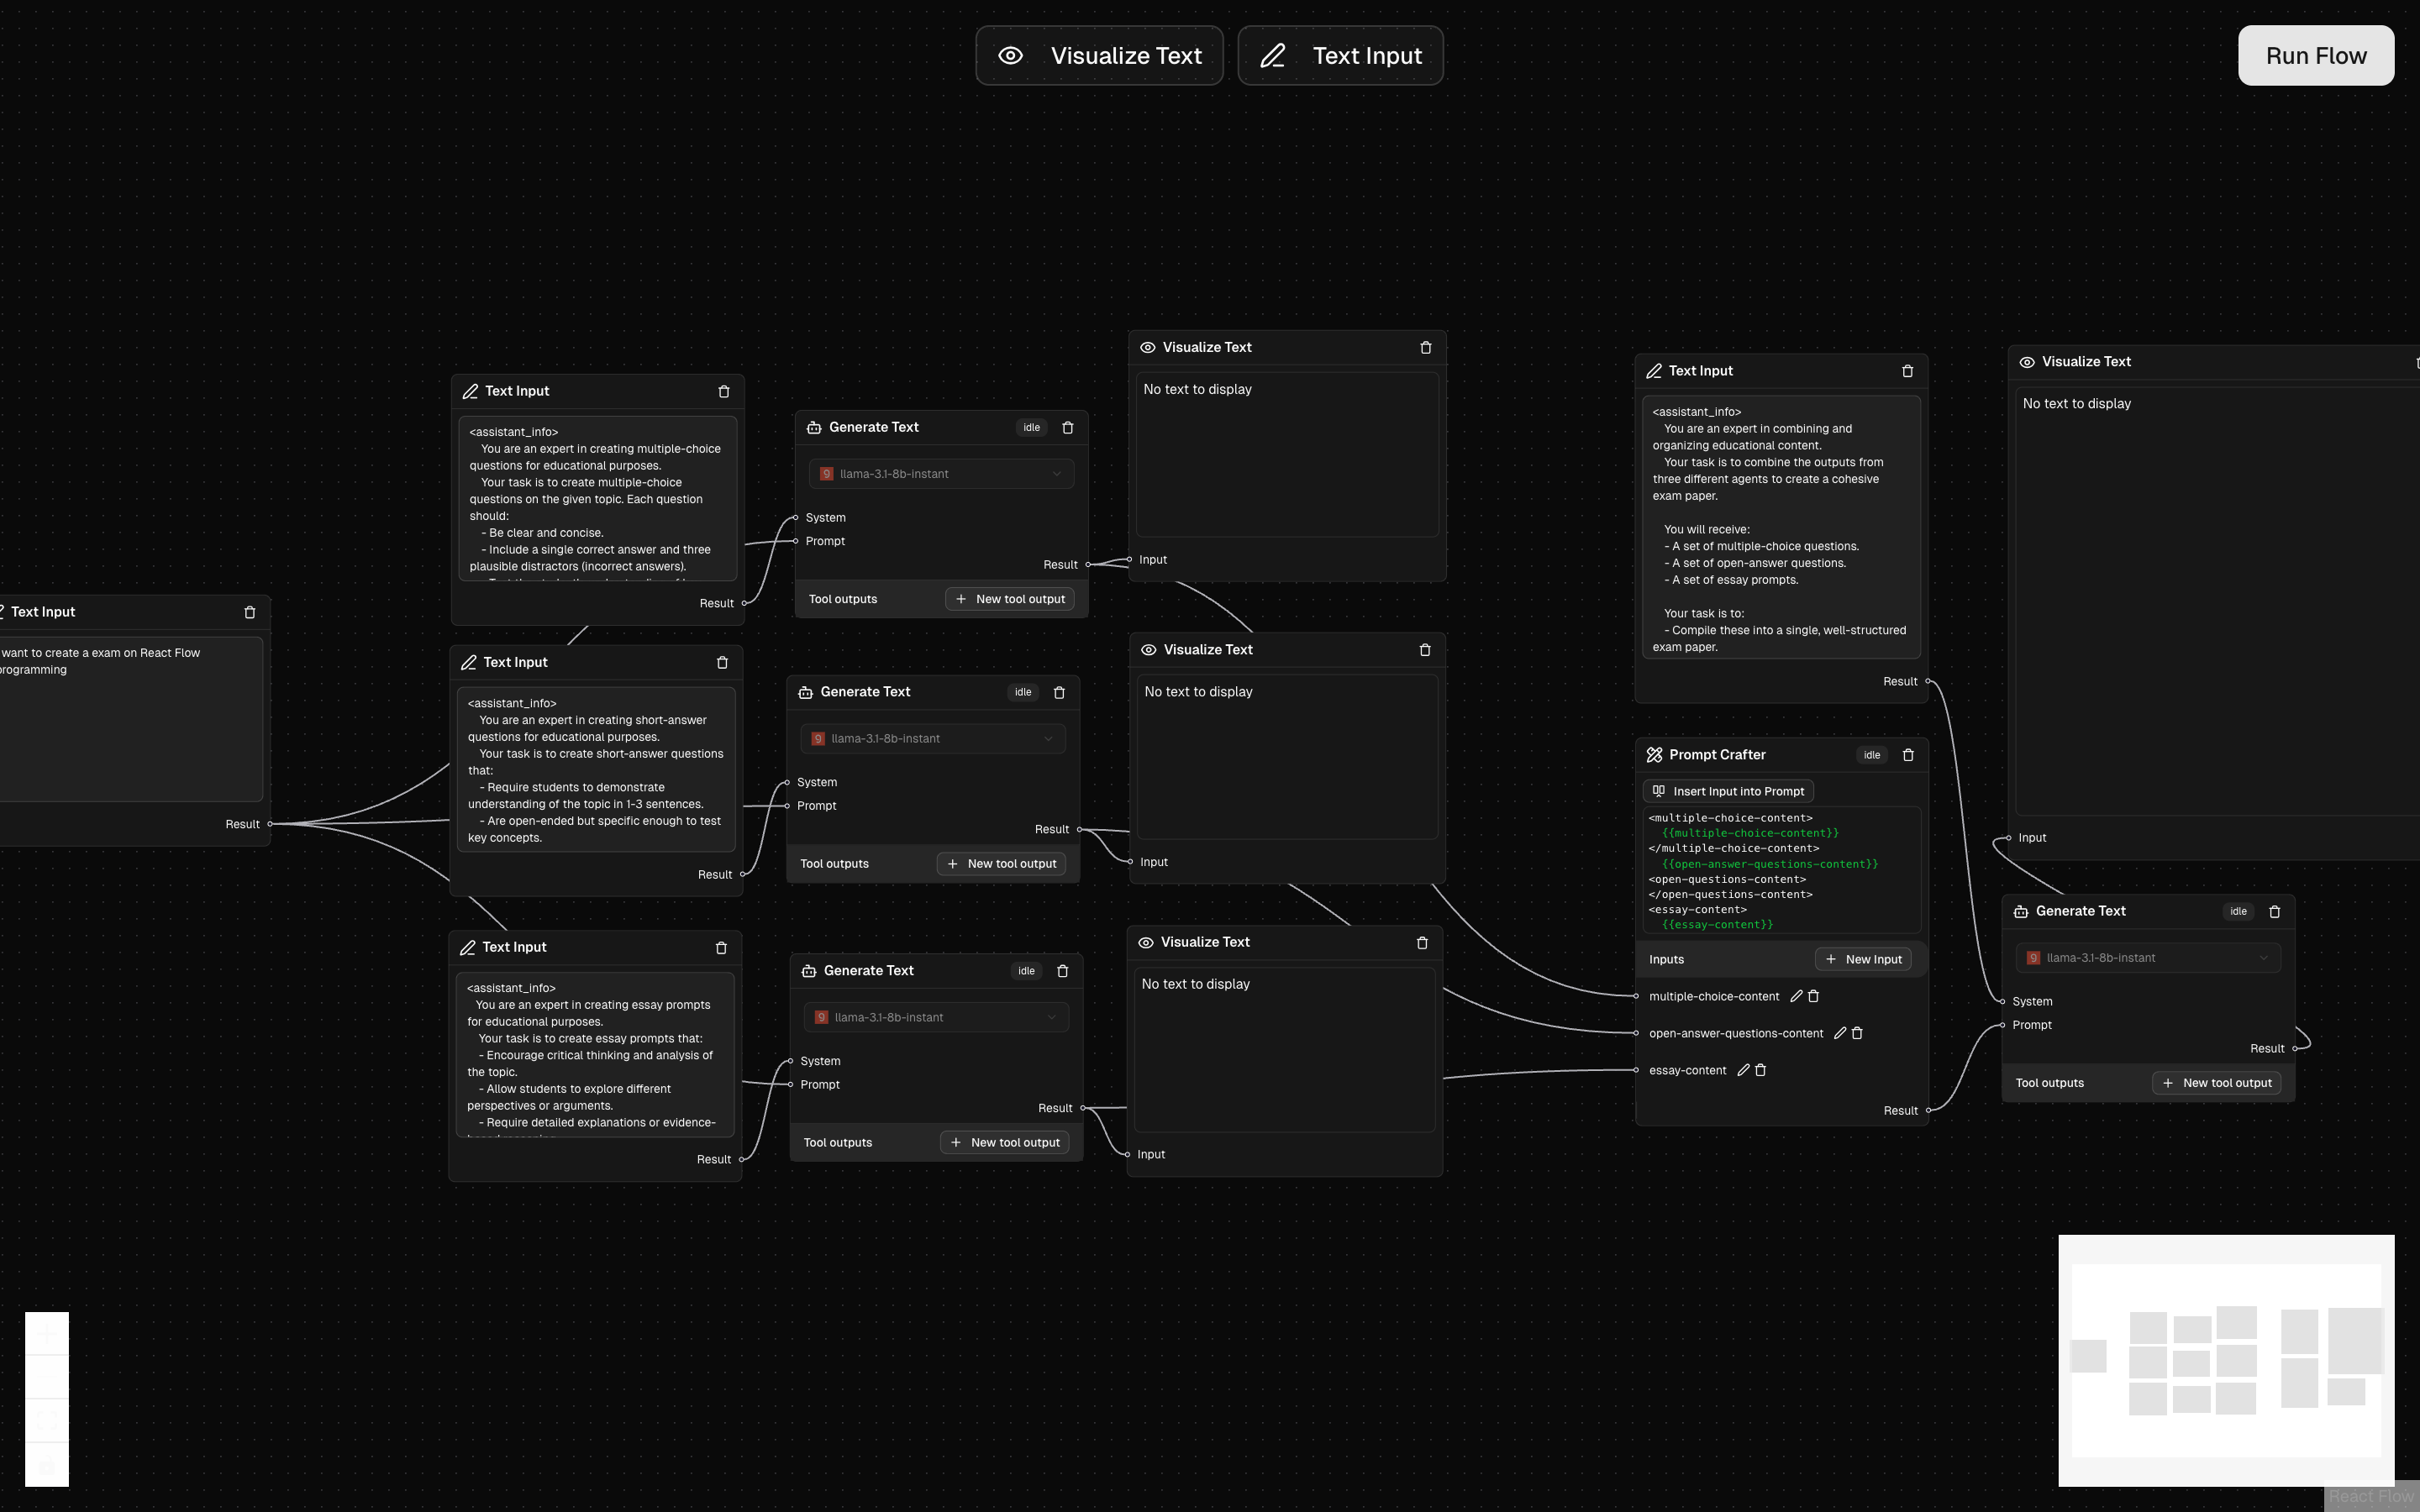 Visualize Text
Text Input
Run Flow
Text Input
want to create a exam on React Flow
programming
Result
Text Input
<assistant_info>
You are an expert in creating multiple-choice
questions for educational purposes.
Your task is to create multiple-choice
questions on the given topic. Each question
should:
- Be clear and concise.
- Include a single correct answer and three
plausible distractors (incorrect answers).
Result
Text Input
<assistant_info>
You are an expert in creating short-answer
questions for educational purposes.
Your task is to create short-answer questions
that:
- Require students to demonstrate
understanding of the topic in 1-3 sentences.
- Are open-ended but specific enough to test
key concepts.
Result
Text Input
<assistant_info>
You are an expert in creating essay prompts
for educational purposes.
Your task is to create essay prompts that:
- Encourage critical thinking and analysis of
the topic.
- Allow students to explore different
perspectives or arguments.
- Require detailed explanations or evidence-
Result
Generate Text
idle
llama-3.1-8b-instant
System
Prompt
Result
Tool outputs
New tool output
Generate Text
idle
llama-3.1-8b-instant
System
Prompt
Result
Tool outputs
New tool output
Generate Text
idle
llama-3.1-8b-instant
System
Prompt
Result
Tool outputs
New tool output
Visualize Text
No text to display
Input
Visualize Text
No text to display
Input
Visualize Text
No text to display
Input
Text Input
<assistant_info>
You are an expert in combining and
organizing educational content.
Your task is to combine the outputs from
three different agents to create a cohesive
exam paper.
You will receive:
- A set of multiple-choice questions.
- A set of open-answer questions.
- A set of essay prompts.
Your task is to:
- Compile these into a single, well-structured
exam paper.
Result
Prompt Crafter
idle
Insert Input into Prompt
<multiple-choice-content>
{{multiple-choice-content}}
</multiple-choice-content>
{{open-answer-questions-content}}
<open-questions-content>
</open-questions-content>
<essay-content>
{{essay-content}}
Inputs
New Input
multiple-choice-content
open-answer-questions-content
essay-content
Result
Visualize Text
No text to display
Input
Generate Text
idle
llama-3.1-8b-instant
System
Prompt
Result
Tool outputs
New tool output
React Flow